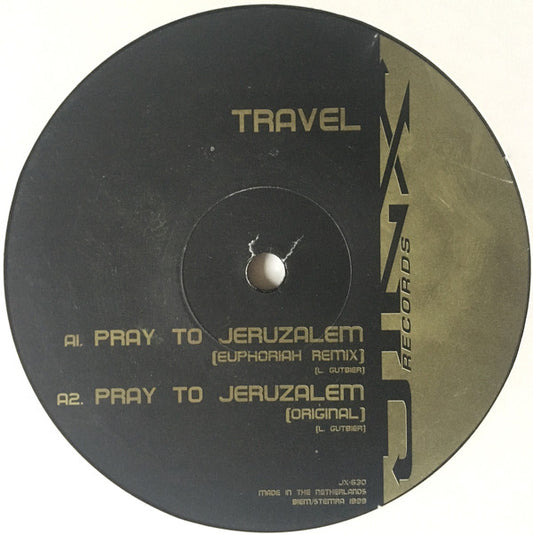 TRAVEL
A1. PRAY TO JERUZALEM
(EUPHORIAH REMIX)
(L. GUTBIER)
A2. PRAY TO JERUZALEM
(ORIGINAL)
(L. GUTBIER)
JX-630
MADE IN THE NETHERLANDS
BIEM/STEMRA 1999
JINX
RECORDS